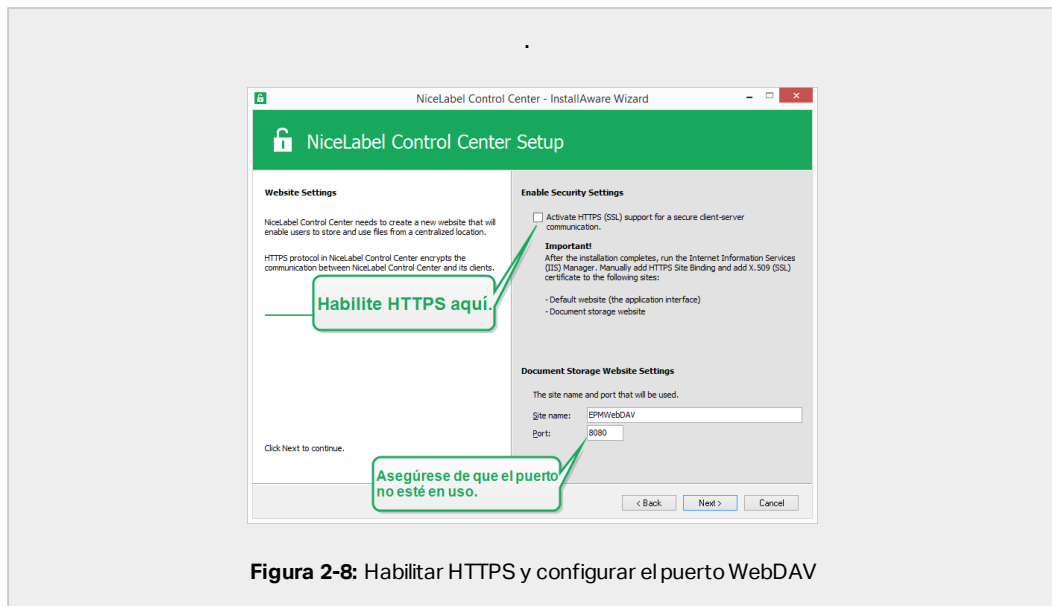 .
NiceLabel Control Center - InstallAware Wizard
NiceLabel Control Center Setup
Website Settings
NiceLabel Control Center needs to create a new website that will
enable users to store and use files from a centralized location.
HTTPS protocol in NiceLabel Control Center encrypts the
communication between NiceLabel Control Center and its clients.
Habilite HTTPS aquí.
Click Next to continue.
Enable Security Settings
Activate HTTPS (SSL) support for a secure client-server
communication.
Important!
After the installation completes, run the Internet Information Services
(IIS) Manager. Manually add HTTPS Site Binding and add X.509 (SSL)
certificate to the following sites:
- Default website (the application interface)
- Document storage website
Document Storage Website Settings
The site name and port that will be used.
Site name: EPMWebDAV
Port: 8080
Asegúrese de que el puerto
no esté en uso.
< Back Next > Cancel
Figura 2-8: Habilitar HTTPS y configurar el puerto WebDAV